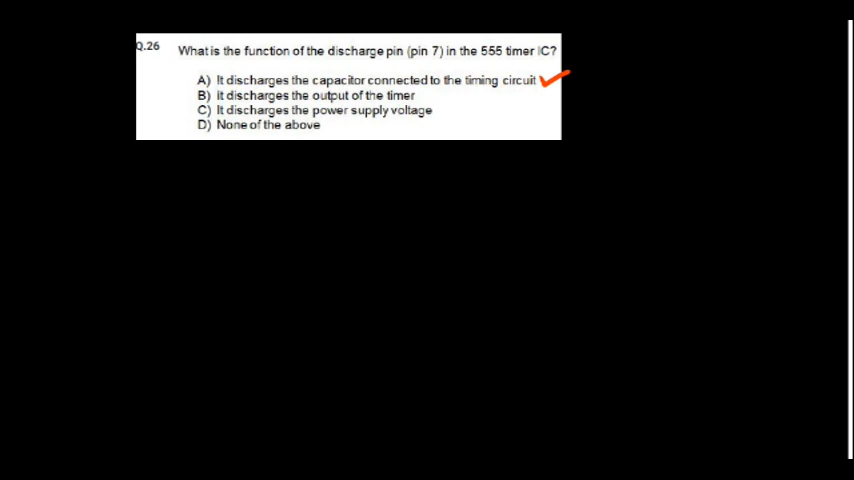 Q.26 What is the function of the discharge pin (pin 7) in the 555 timer IC?
A) It discharges the capacitor connected to the timing circuit
B) it discharges the output of the timer
C) It discharges the power supply voltage
D) None of the above